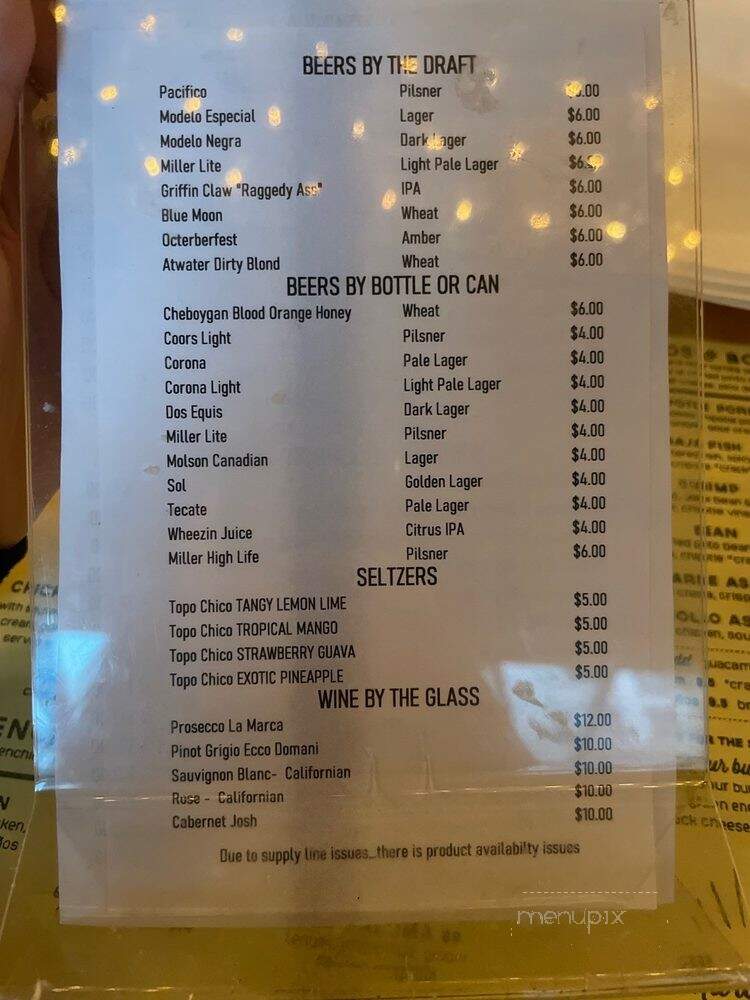 BEERS BY THE DRAFT
Pacifico Pilsner .00
Modelo Especial Lager $6.00
Modelo Negra Dark Lager $6.00
Miller Lite Light Pale Lager $6.
Griffin Claw "Raggedy Ass" IPA $6.00
Blue Moon Wheat $6.00
Octerberfest Amber $6.00
Atwater Dirty Blond Wheat $6.00
BEERS BY BOTTLE OR CAN
Cheboygan Blood Orange Honey Wheat $6.00
Coors Light Pilsner $4.00
Corona Pale Lager $4.00
Corona Light Light Pale Lager $4.00
Dos Equis Dark Lager $4.00
Miller Lite Pilsner $4.00
Molson Canadian Lager $4.00
Sol Golden Lager $4.00
Tecate Pale Lager $4.00
Wheezin Juice Citrus IPA $4.00
Miller High Life Pilsner $6.00
SELTZERS
Topo Chico TANGY LEMON LIME $5.00
Topo Chico TROPICAL MANGO $5.00
Topo Chico STRAWBERRY GUAVA $5.00
Topo Chico EXOTIC PINEAPPLE $5.00
WINE BY THE GLASS
Prosecco La Marca $12.00
Pinot Grigio Ecco Domani $10.00
Sauvignon Blanc- Californian $10.00
Rose - Californian $10.00
Cabernet Josh $10.00
Due to supply line issues...there is product availability issues
menupix